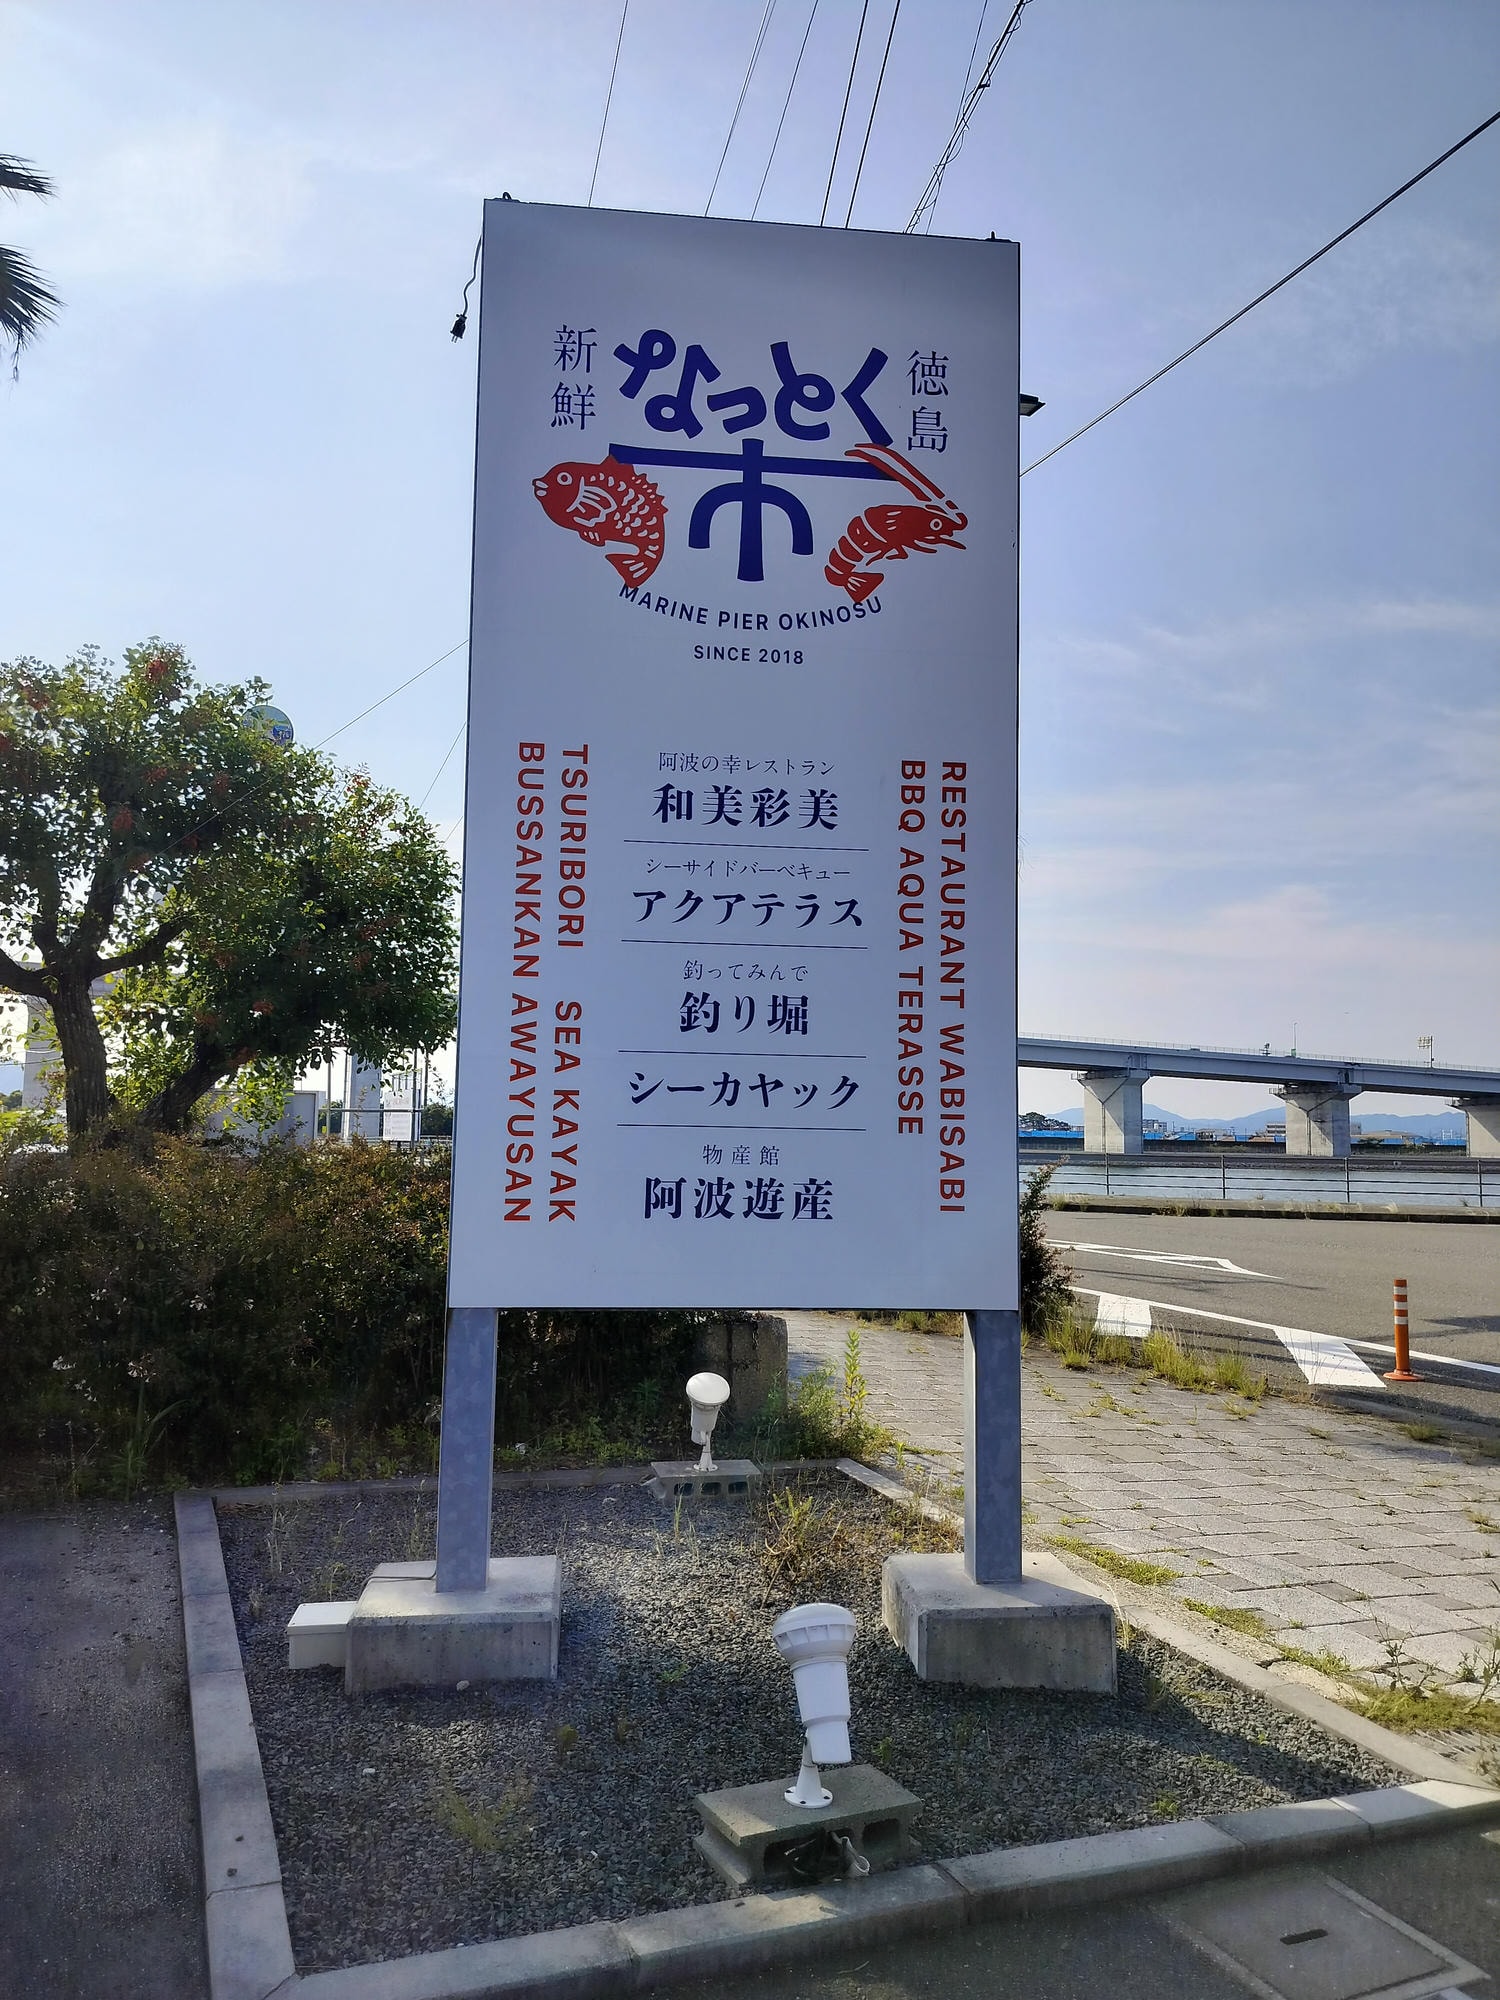 新鮮
なっとく
徳島
市
MARINE PIER OKINOSU
SINCE 2018
阿波の幸レストラン
和美彩美
シーサイドバーベキュー
アクアテラス
釣ってみんで
釣り堀
シーカヤック
物産館
阿波遊産
RESTAURANT WABISABI
BBQ AQUA TERASSE
TSURIBORI SEA KAYAK
BUSSANKAN AWAYUSAN